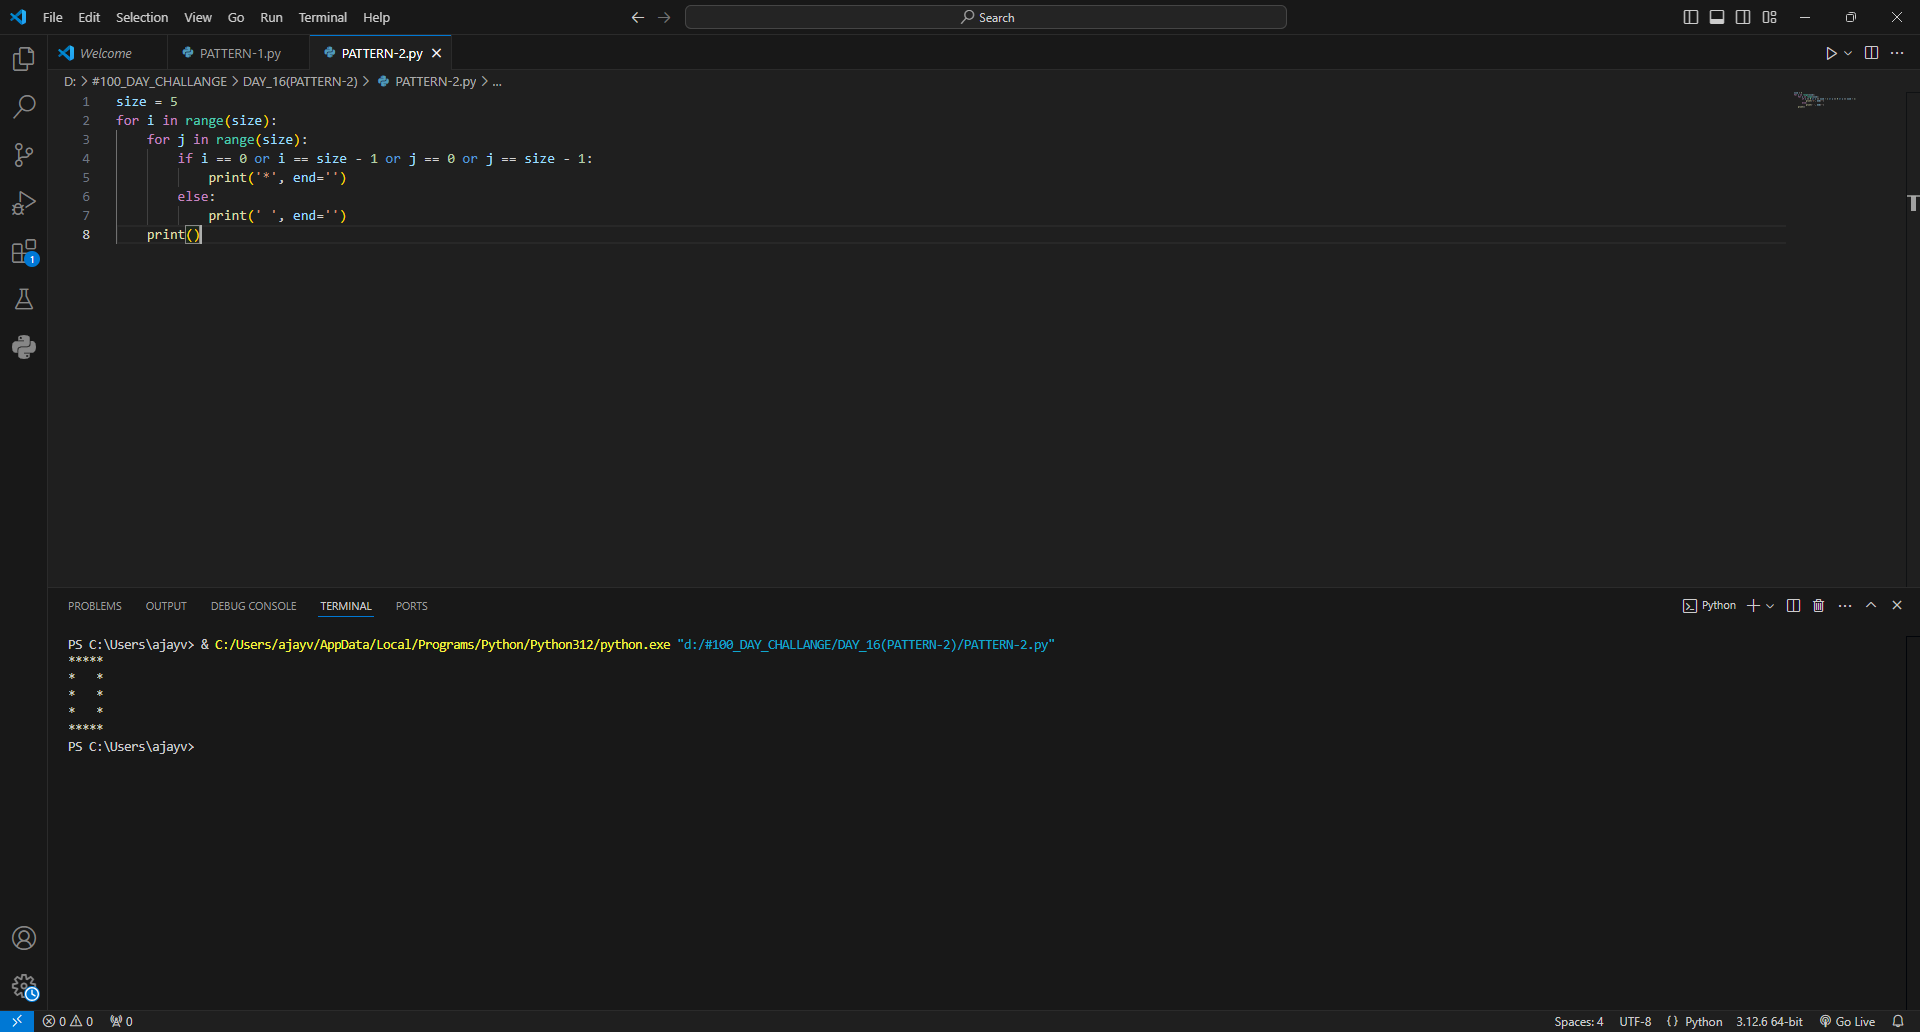 File Edit Selection View Go Run Terminal Help
Search
Welcome PATTERN-1.py PATTERN-2.py
D: > #100_DAY_CHALLANGE > DAY_16(PATTERN-2) > PATTERN-2.py > ...
1 size = 5
2 for i in range(size):
3     for j in range(size):
4         if i == 0 or i == size - 1 or j == 0 or j == size - 1:
5             print('*', end='')
6         else:
7             print(' ', end='')
8     print()
1
PROBLEMS OUTPUT DEBUG CONSOLE TERMINAL PORTS Python
PS C:\Users\ajayv> & C:/Users/ajayv/AppData/Local/Programs/Python/Python312/python.exe "d:/#100_DAY_CHALLANGE/DAY_16(PATTERN-2)/PATTERN-2.py"
*****
*   *
*   *
*   *
*****
PS C:\Users\ajayv>
0 0 0 Spaces: 4 UTF-8 {} Python 3.12.6 64-bit Go Live